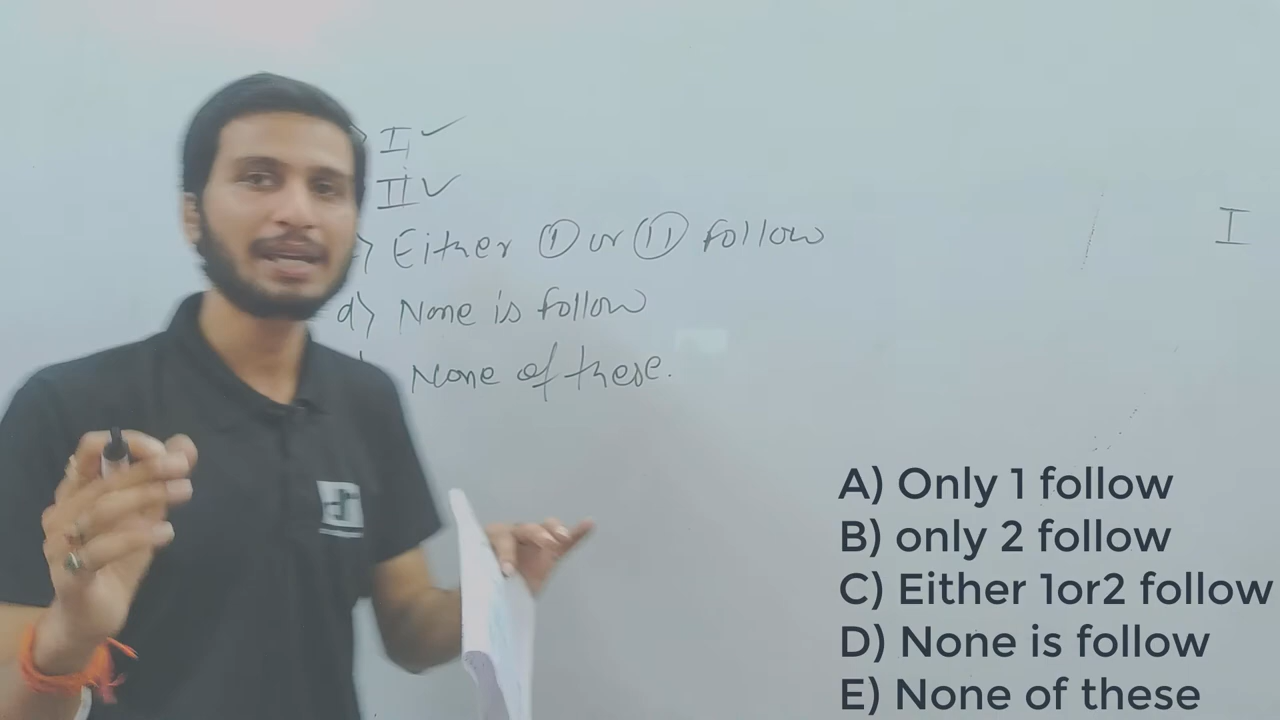 I ✓
II ✓
Either I or II follow
d) None is follow
None of these.
I
A) Only 1 follow
B) only 2 follow
C) Either 1or2 follow
D) None is follow
E) None of these